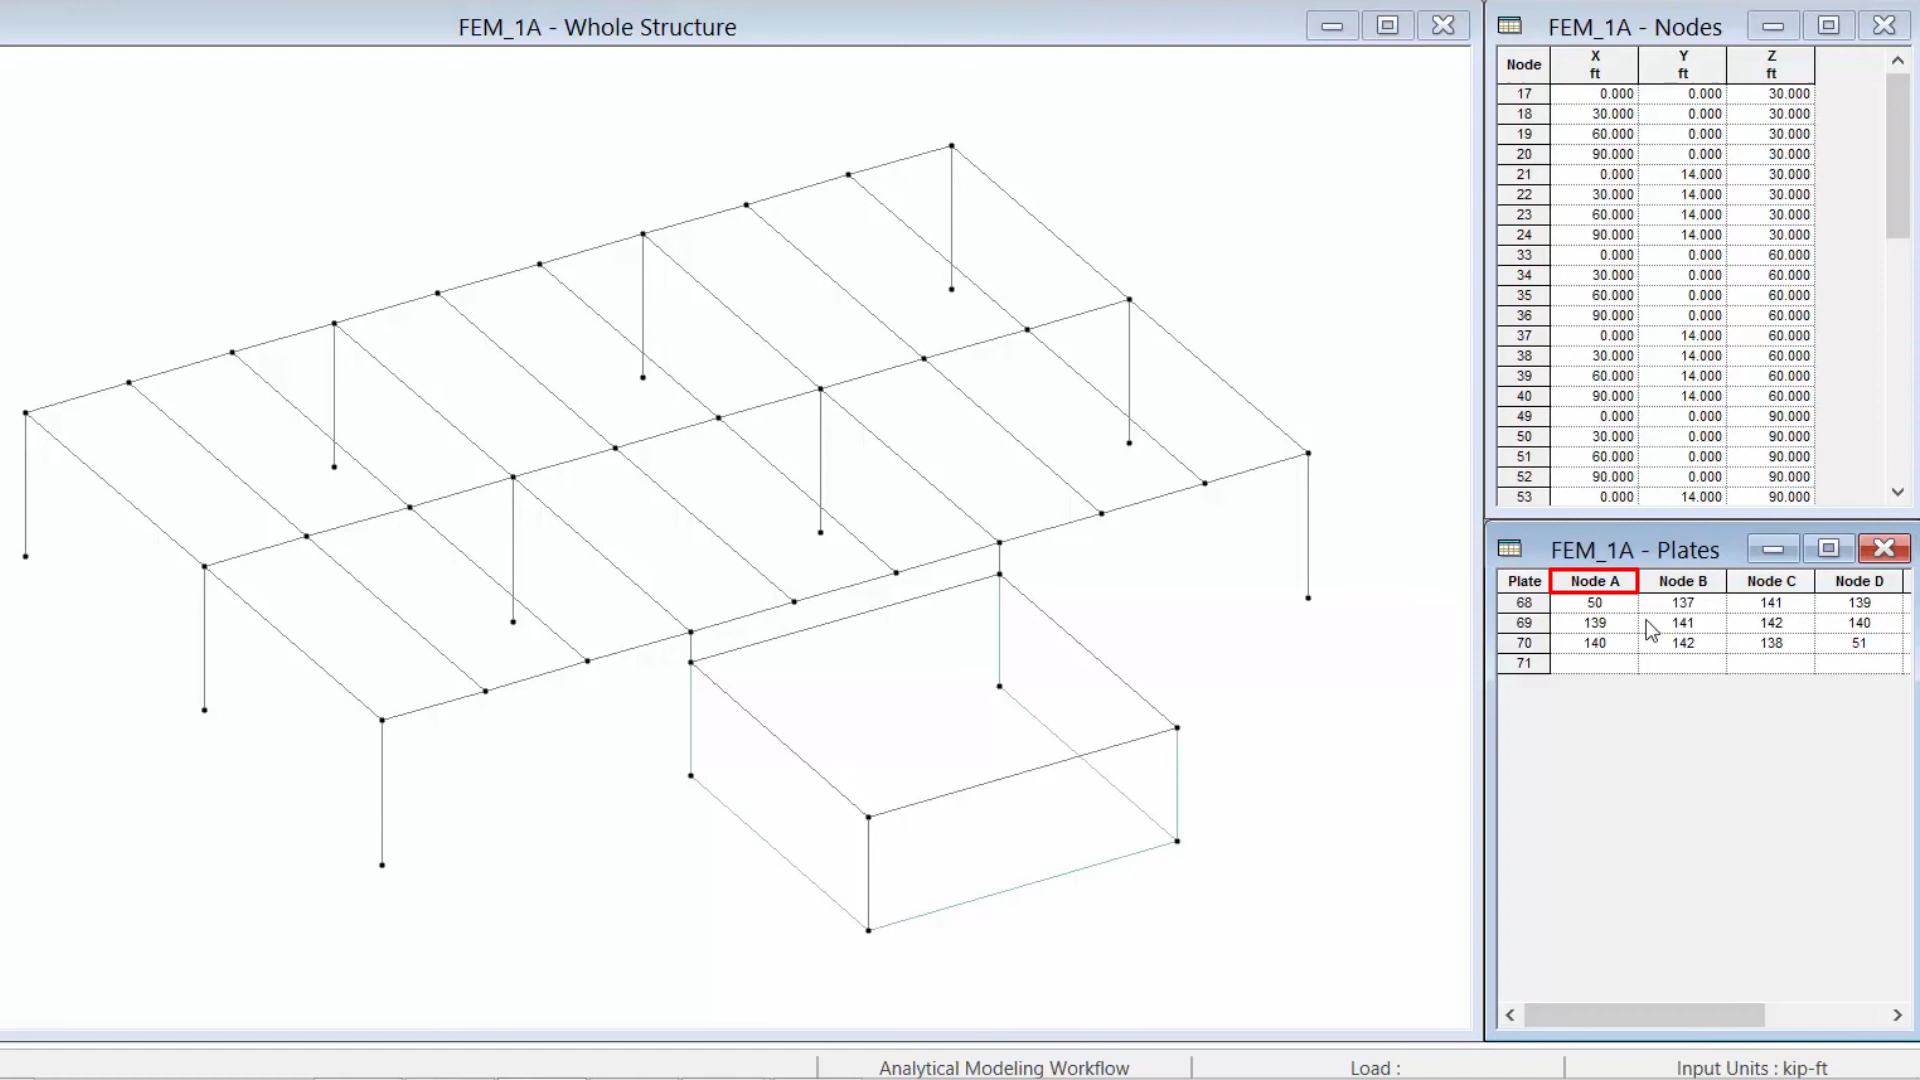 FEM_1A - Whole Structure
FEM_1A - Nodes
Node X ft Y ft Z ft
17 0.000 0.000 30.000
18 30.000 0.000 30.000
19 60.000 0.000 30.000
20 90.000 0.000 30.000
21 0.000 14.000 30.000
22 30.000 14.000 30.000
23 60.000 14.000 30.000
24 90.000 14.000 30.000
33 0.000 0.000 60.000
34 30.000 0.000 60.000
35 60.000 0.000 60.000
36 90.000 0.000 60.000
37 0.000 14.000 60.000
38 30.000 14.000 60.000
39 60.000 14.000 60.000
40 90.000 14.000 60.000
49 0.000 0.000 90.000
50 30.000 0.000 90.000
51 60.000 0.000 90.000
52 90.000 0.000 90.000
53 0.000 14.000 90.000
FEM_1A - Plates
Plate Node A Node B Node C Node D
68 50 137 141 139
69 139 141 142 140
70 140 142 138 51
71
Analytical Modeling Workflow
Load :
Input Units : kip-ft